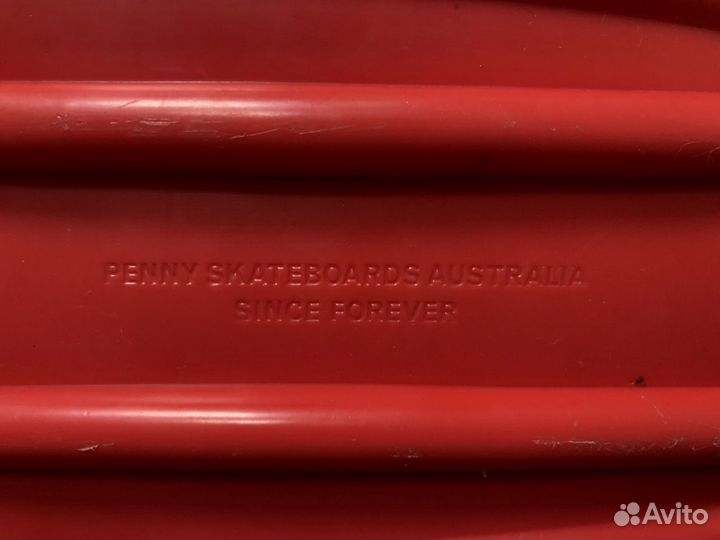 PENNY SKATEBOARDS AUSTRALIA
SINCE FOREVER
Avito